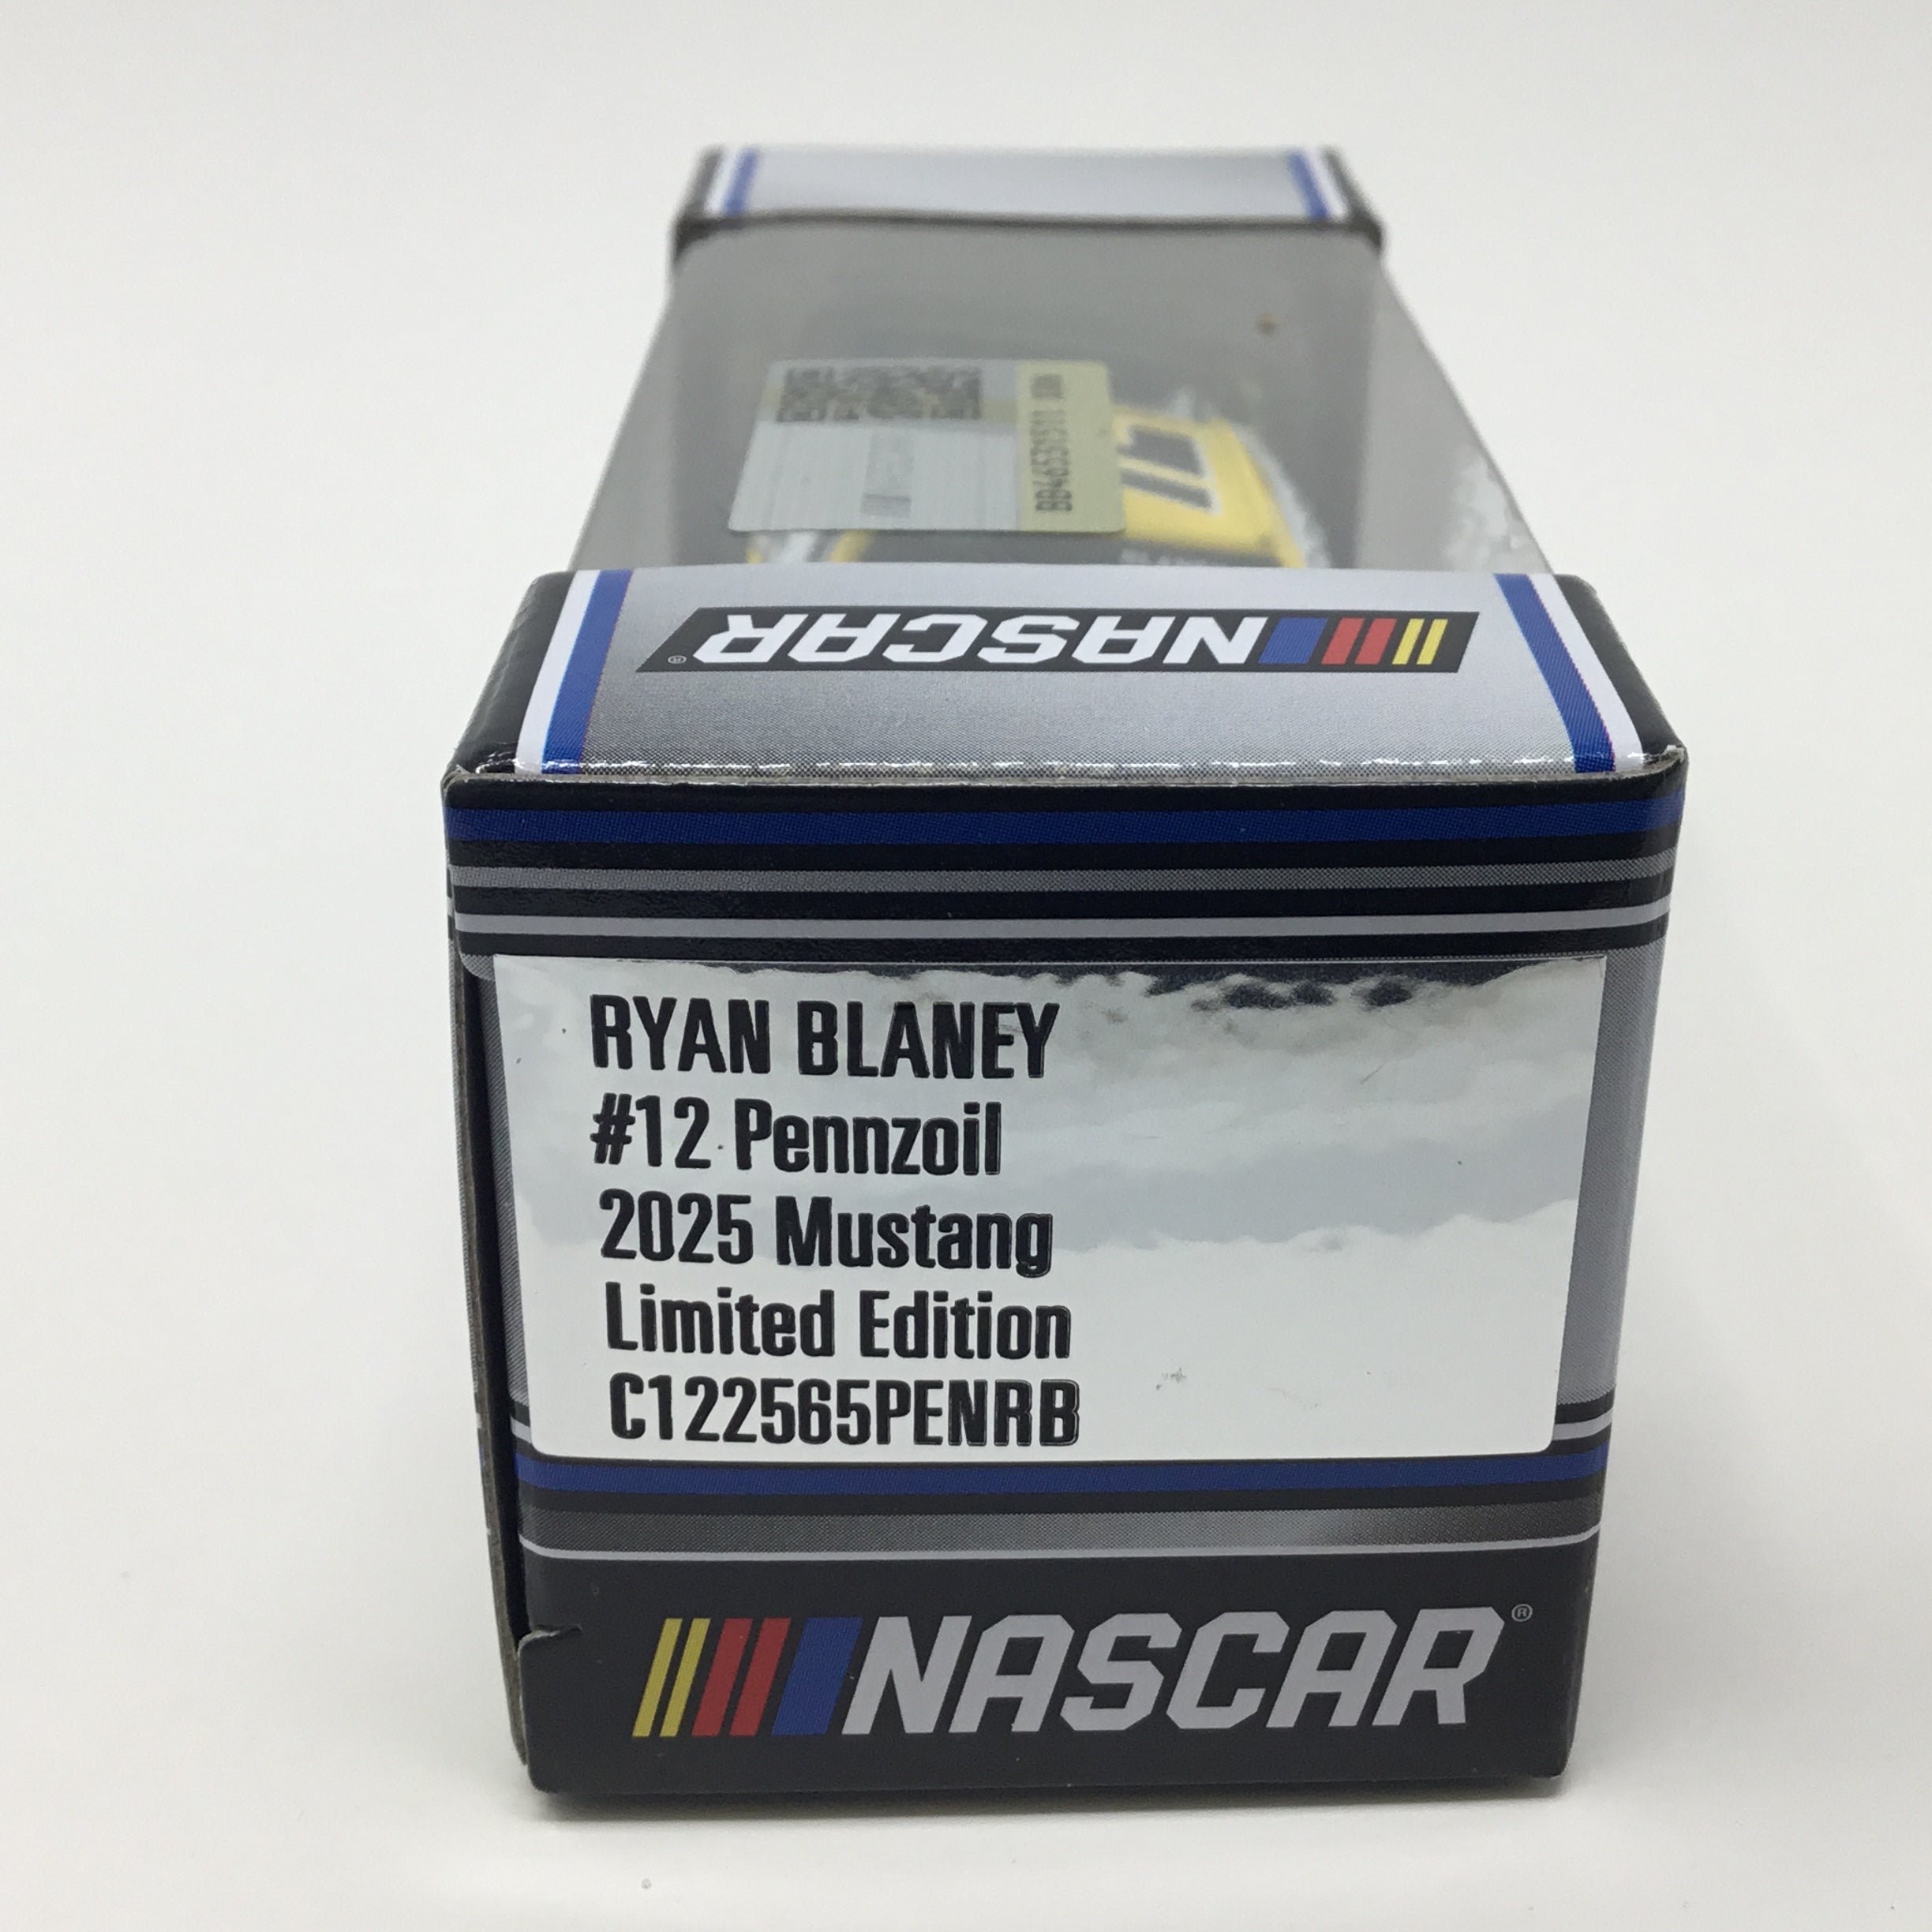 NASCAR
RYAN BLANEY
#12 Pennzoil
2025 Mustang
Limited Edition
C122565PENRB
NASCAR®